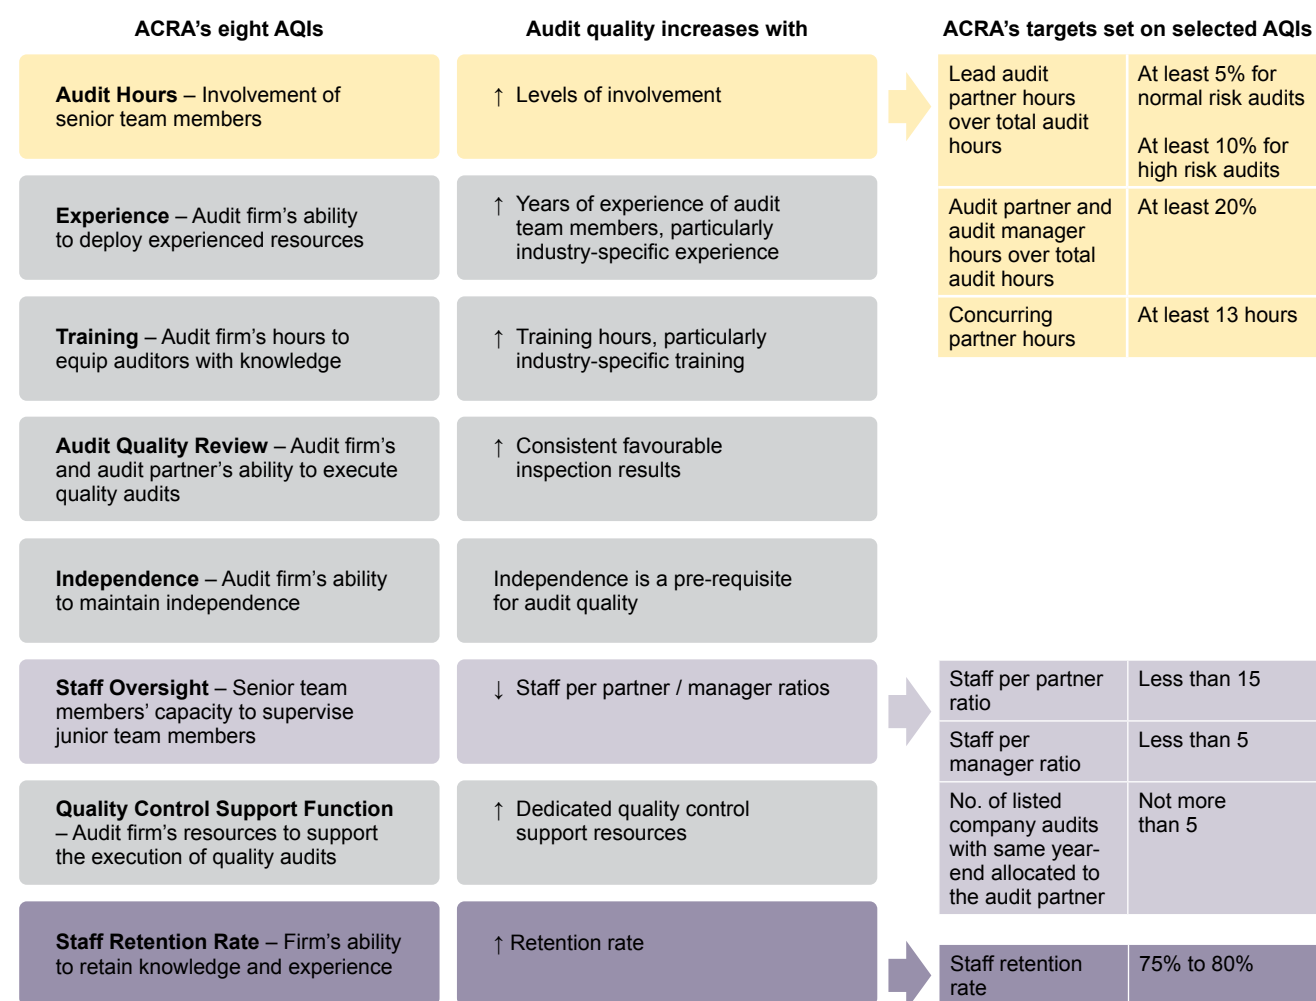 ACRA’s eight AQIs
Audit quality increases with
ACRA’s targets set on selected AQIs
Audit Hours – Involvement of
senior team members
↑ Levels of involvement
Lead audit
partner hours
over total audit
hours
At least 5% for
normal risk audits
At least 10% for
high risk audits
Audit partner and
audit manager
hours over total
audit hours
At least 20%
Concurring
partner hours
At least 13 hours
Experience – Audit firm’s ability
to deploy experienced resources
↑ Years of experience of audit
team members, particularly
industry-specific experience
Training – Audit firm’s hours to
equip auditors with knowledge
↑ Training hours, particularly
industry-specific training
Audit Quality Review – Audit firm’s
and audit partner’s ability to execute
quality audits
↑ Consistent favourable
inspection results
Independence – Audit firm’s ability
to maintain independence
Independence is a pre-requisite
for audit quality
Staff Oversight – Senior team
members’ capacity to supervise
junior team members
↓ Staff per partner / manager ratios
Staff per partner
ratio
Less than 15
Staff per
manager ratio
Less than 5
No. of listed
company audits
with same year-
end allocated to
the audit partner
Not more
than 5
Quality Control Support Function
– Audit firm’s resources to support
the execution of quality audits
↑ Dedicated quality control
support resources
Staff Retention Rate – Firm’s ability
to retain knowledge and experience
↑ Retention rate
Staff retention
rate
75% to 80%